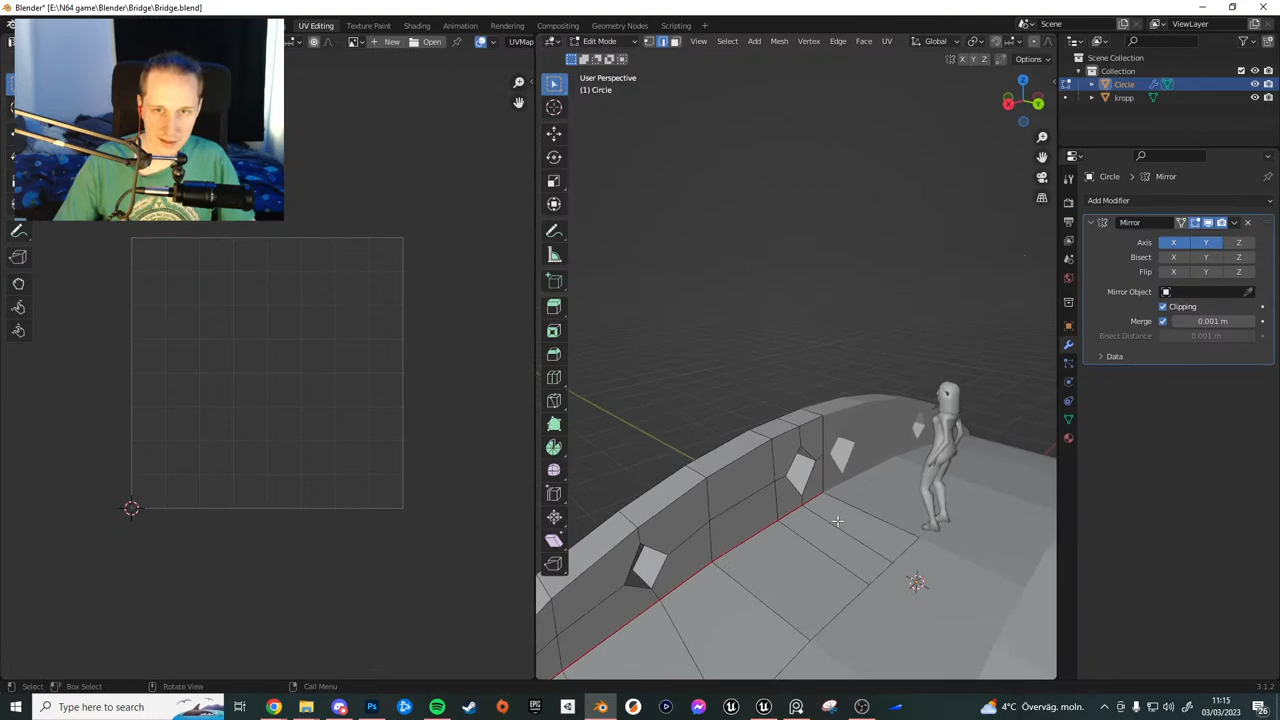 Blender* [E:\N64 game\Blender\Bridge\Bridge.blend]
UV Editing
Texture Paint
Shading
Animation
Rendering
Compositing
Geometry Nodes
Scripting
+
Scene
ViewLayer
New
Open
UVMap
Edit Mode
View
Select
Add
Mesh
Vertex
Edge
Face
UV
Global
X Y Z
Options
User Perspective
(1) Circle
X
Y
Z
Scene Collection
Collection
Circle
kropp
Circle
Mirror
Add Modifier
Mirror
Axis
X
Y
Z
Bisect
X
Y
Z
Flip
X
Y
Z
Mirror Object
Clipping
Merge
0.001 m
Bisect Distance
0.001 m
Data
Select
Box Select
Rotate View
Call Menu
3.1.2
Type here to search
4°C Överväg. moln.
11:15
03/03/2023